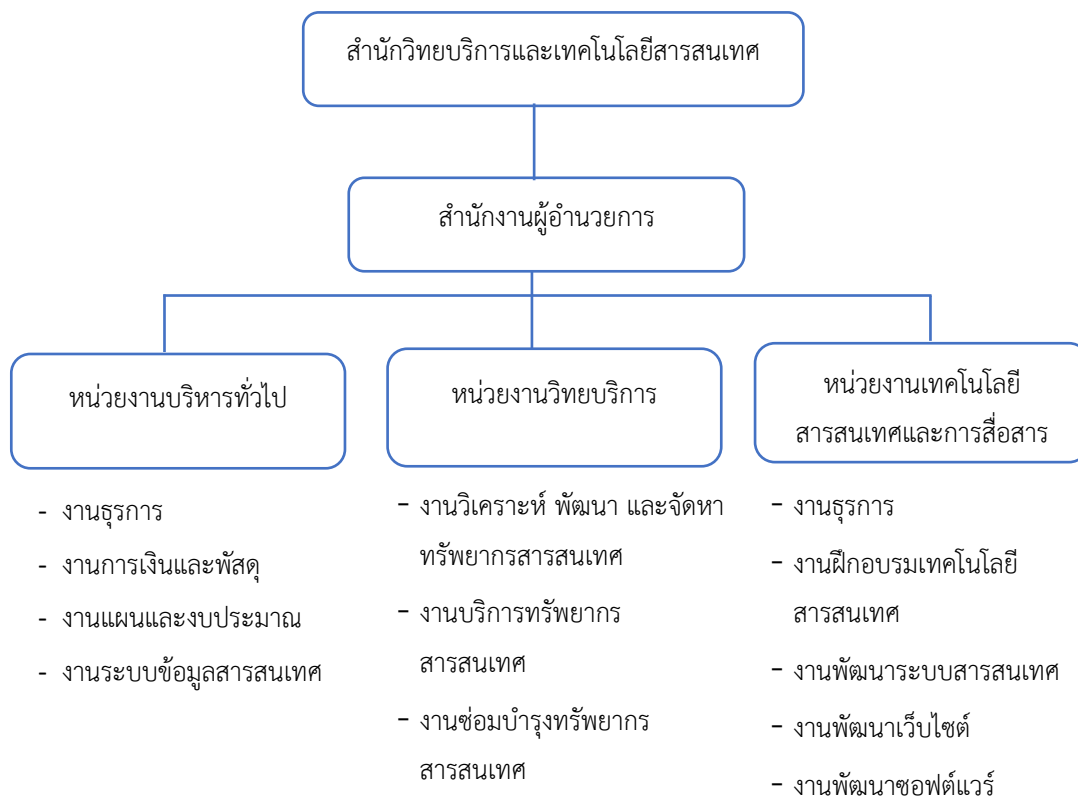 สำนักวิทยบริการและเทคโนโลยีสารสนเทศ
สำนักงานผู้อำนวยการ
หน่วยงานบริหารทั่วไป
- งานธุรการ
- งานการเงินและพัสดุ
- งานแผนและงบประมาณ
- งานระบบข้อมูลสารสนเทศ
หน่วยงานวิทยบริการ
- งานวิเคราะห์ พัฒนา และจัดหา
ทรัพยากรสารสนเทศ
- งานบริการทรัพยากร
สารสนเทศ
- งานซ่อมบำรุงทรัพยากร
สารสนเทศ
หน่วยงานเทคโนโลยี
สารสนเทศและการสื่อสาร
- งานธุรการ
- งานฝึกอบรมเทคโนโลยี
สารสนเทศ
- งานพัฒนาระบบสารสนเทศ
- งานพัฒนาเว็บไซต์
- งานพัฒนาซอฟต์แวร์